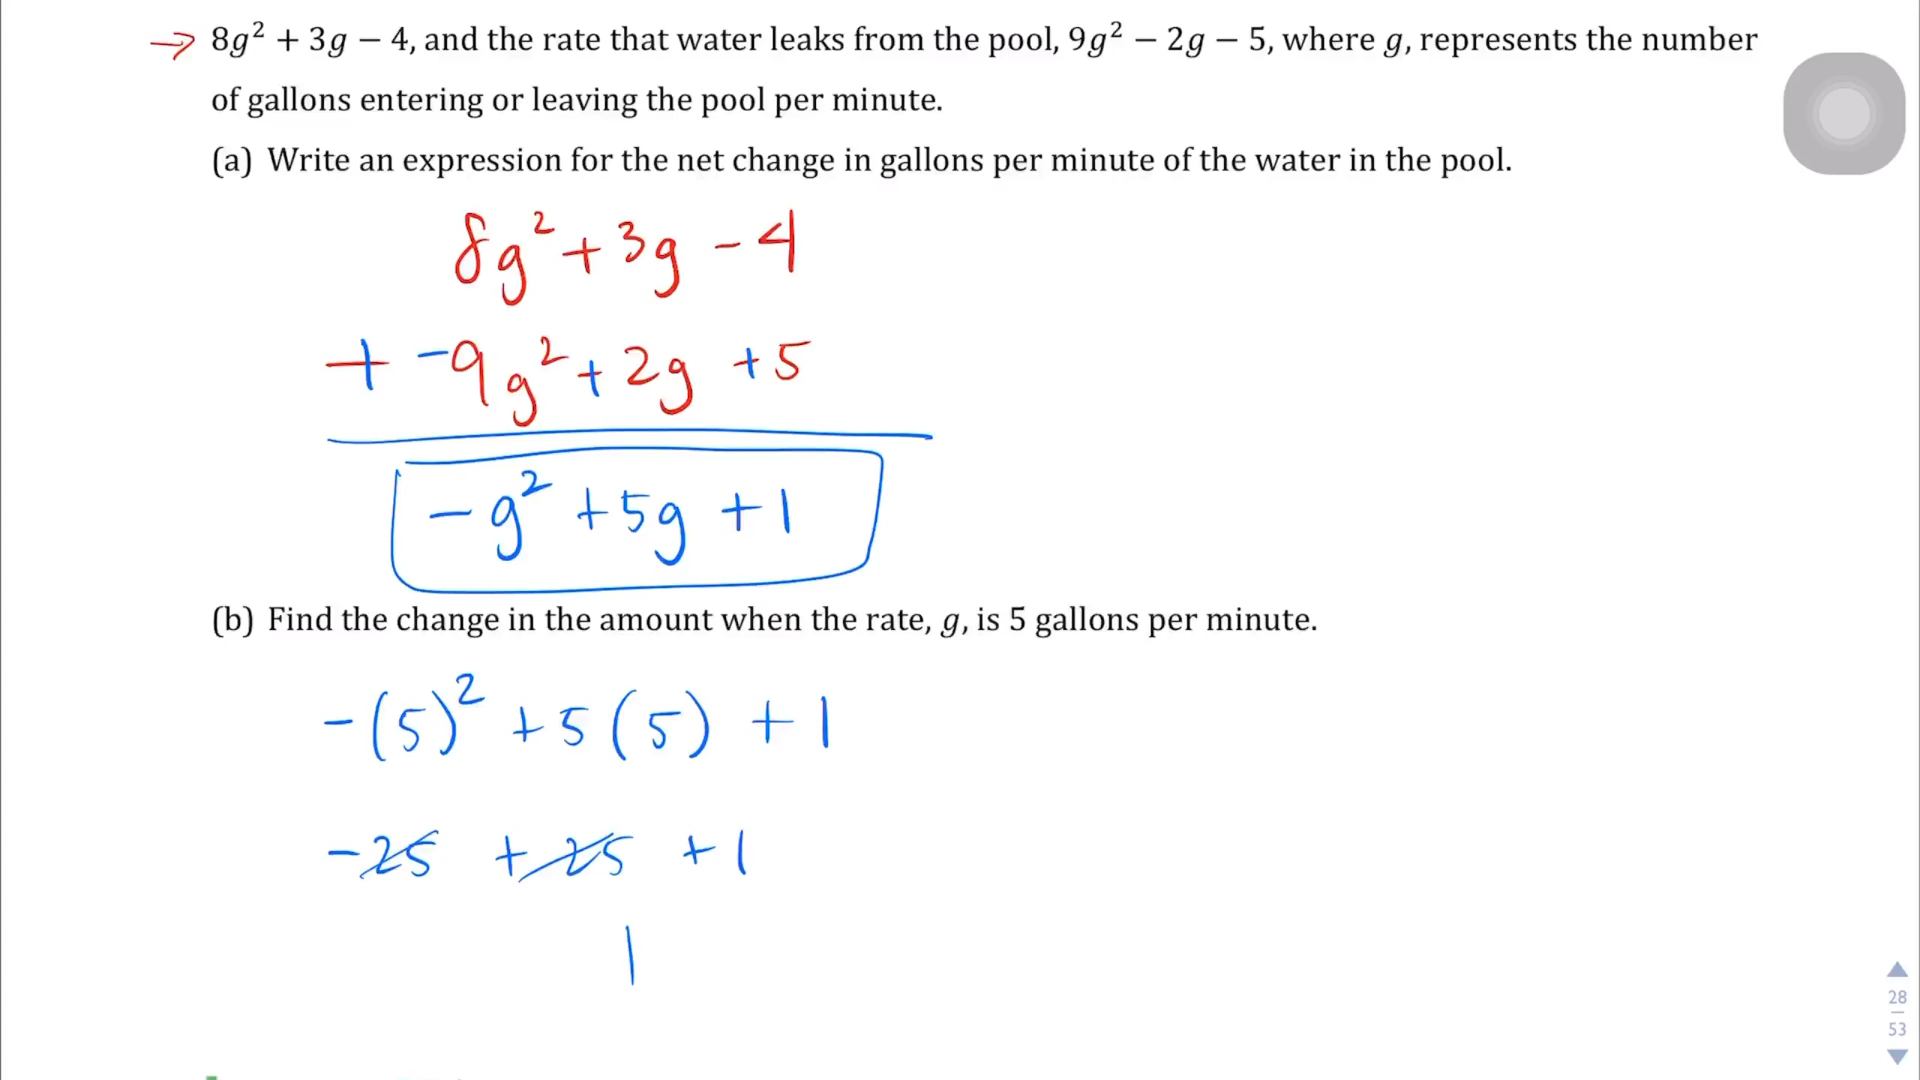 → 8g² + 3g − 4, and the rate that water leaks from the pool, 9g² − 2g − 5, where g, represents the number
of gallons entering or leaving the pool per minute.
(a) Write an expression for the net change in gallons per minute of the water in the pool.
8g² + 3g - 4
+ -9g² + 2g + 5
-g² + 5g + 1
(b) Find the change in the amount when the rate, g, is 5 gallons per minute.
-(5)² + 5(5) + 1
-25 + 25 + 1
1
28
53